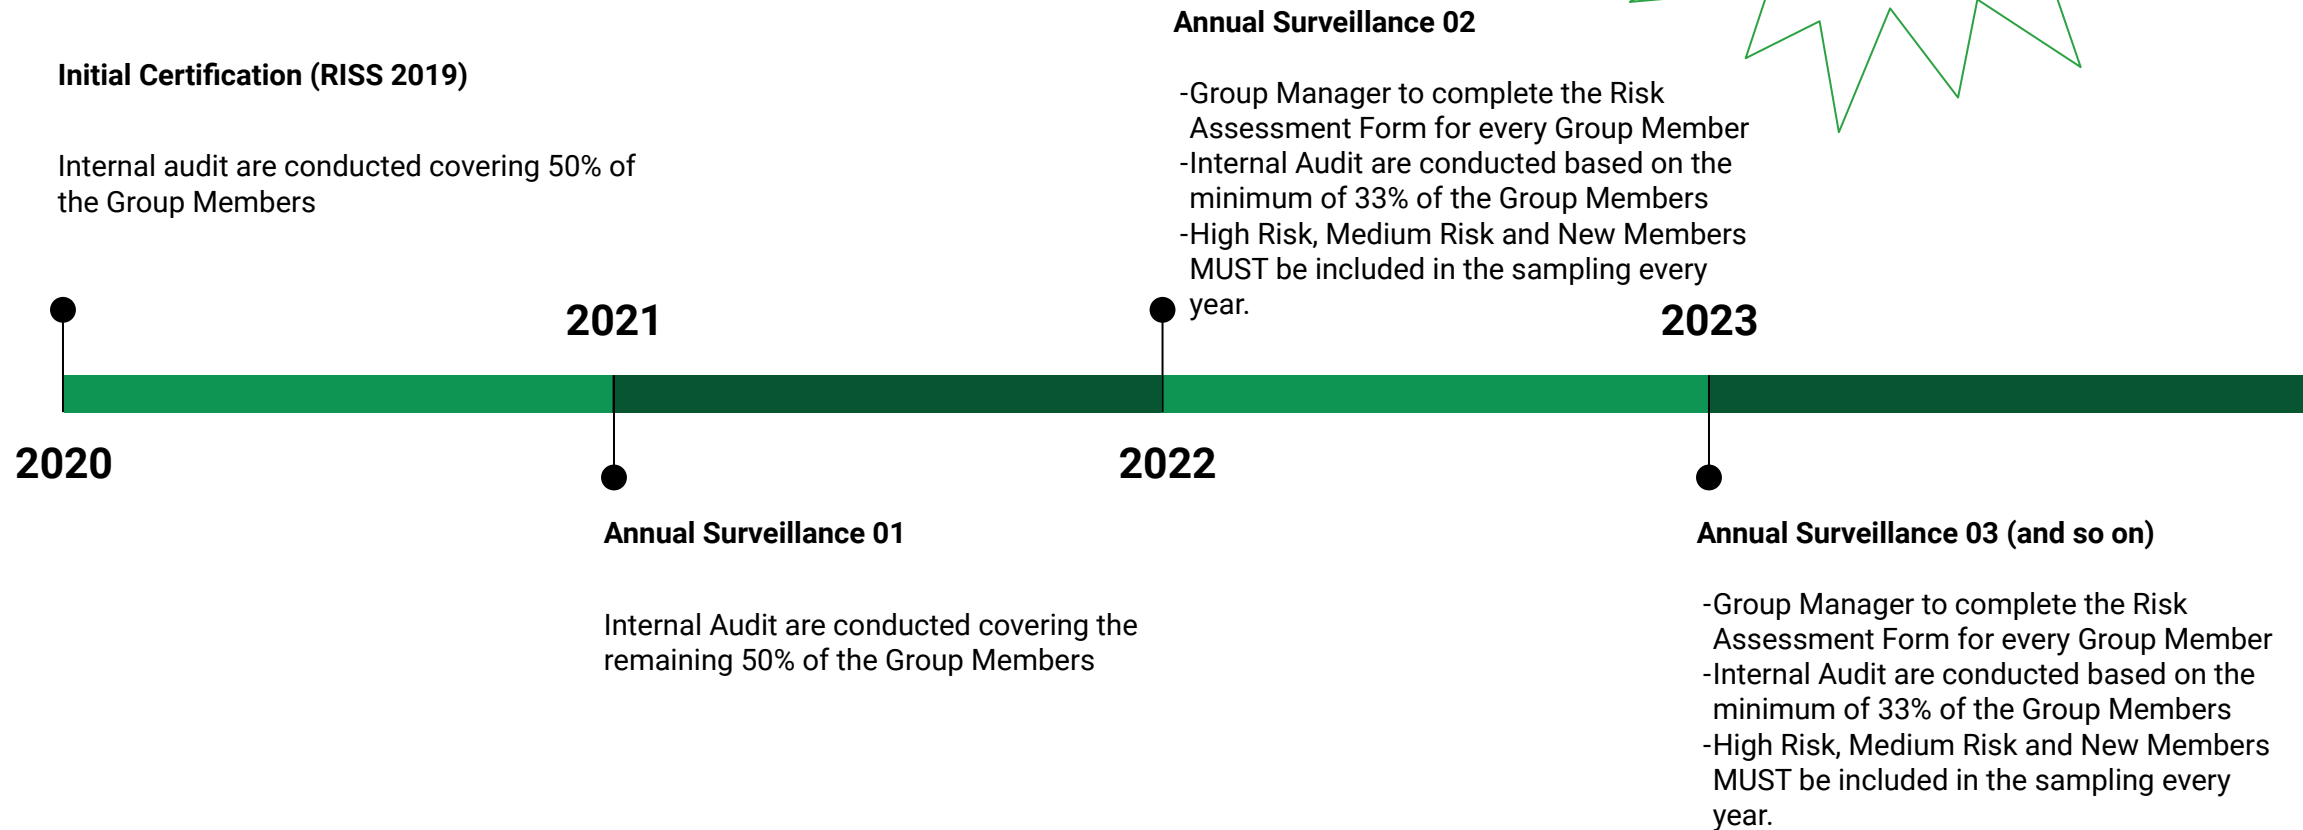 Initial Certification (RISS 2019)
Internal audit are conducted covering 50% of
the Group Members
2020
2021
Annual Surveillance 01
Internal Audit are conducted covering the
remaining 50% of the Group Members
Annual Surveillance 02
-Group Manager to complete the Risk
Assessment Form for every Group Member
-Internal Audit are conducted based on the
minimum of 33% of the Group Members
-High Risk, Medium Risk and New Members
MUST be included in the sampling every
year.
2022
2023
Annual Surveillance 03 (and so on)
-Group Manager to complete the Risk
Assessment Form for every Group Member
-Internal Audit are conducted based on the
minimum of 33% of the Group Members
-High Risk, Medium Risk and New Members
MUST be included in the sampling every
year.